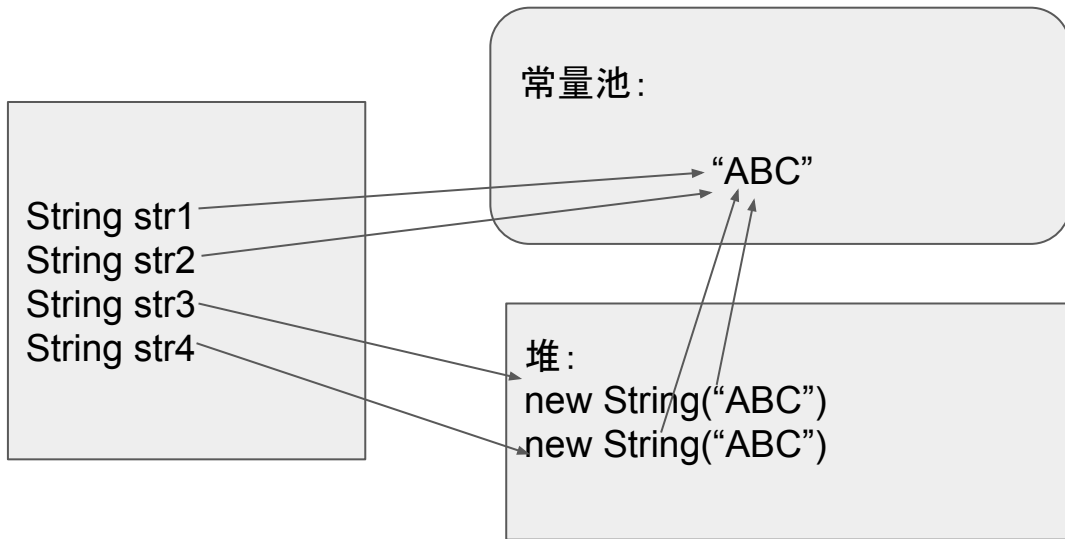 常量池：
“ABC”
String str1
String str2
String str3
String str4
堆：
new String(“ABC”)
new String(“ABC”)